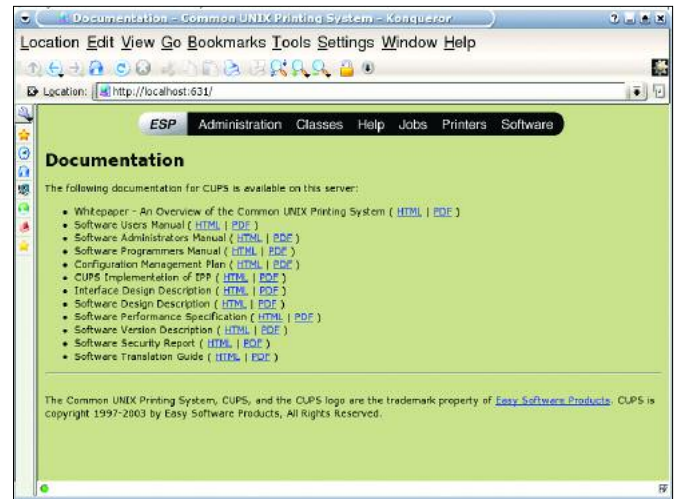 Documentation - Common UNIX Printing System - Konqueror
Location Edit View Go Bookmarks Tools Settings Window Help
Location: http://localhost:631/
ESP Administration Classes Help Jobs Printers Software
Documentation
The following documentation for CUPS is available on this server:
• Whitepaper - An Overview of the Common UNIX Printing System ( HTML | PDF )
• Software Users Manual ( HTML | PDF )
• Software Administrators Manual ( HTML | PDF )
• Software Programmers Manual ( HTML | PDF )
• Configuration Management Plan ( HTML | PDF )
• CUPS Implementation of IPP ( HTML | PDF )
• Interface Design Description ( HTML | PDF )
• Software Design Description ( HTML | PDF )
• Software Performance Specification ( HTML | PDF )
• Software Version Description ( HTML | PDF )
• Software Security Report ( HTML | PDF )
• Software Translation Guide ( HTML | PDF )
The Common UNIX Printing System, CUPS, and the CUPS logo are the trademark property of Easy Software Products. CUPS is
copyright 1997-2003 by Easy Software Products, All Rights Reserved.